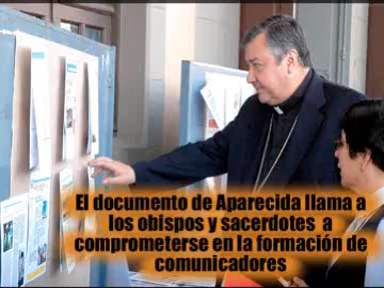 El documento de Aparecida llama a
los obispos y sacerdotes a
comprometerse en la formación de
comunicadores